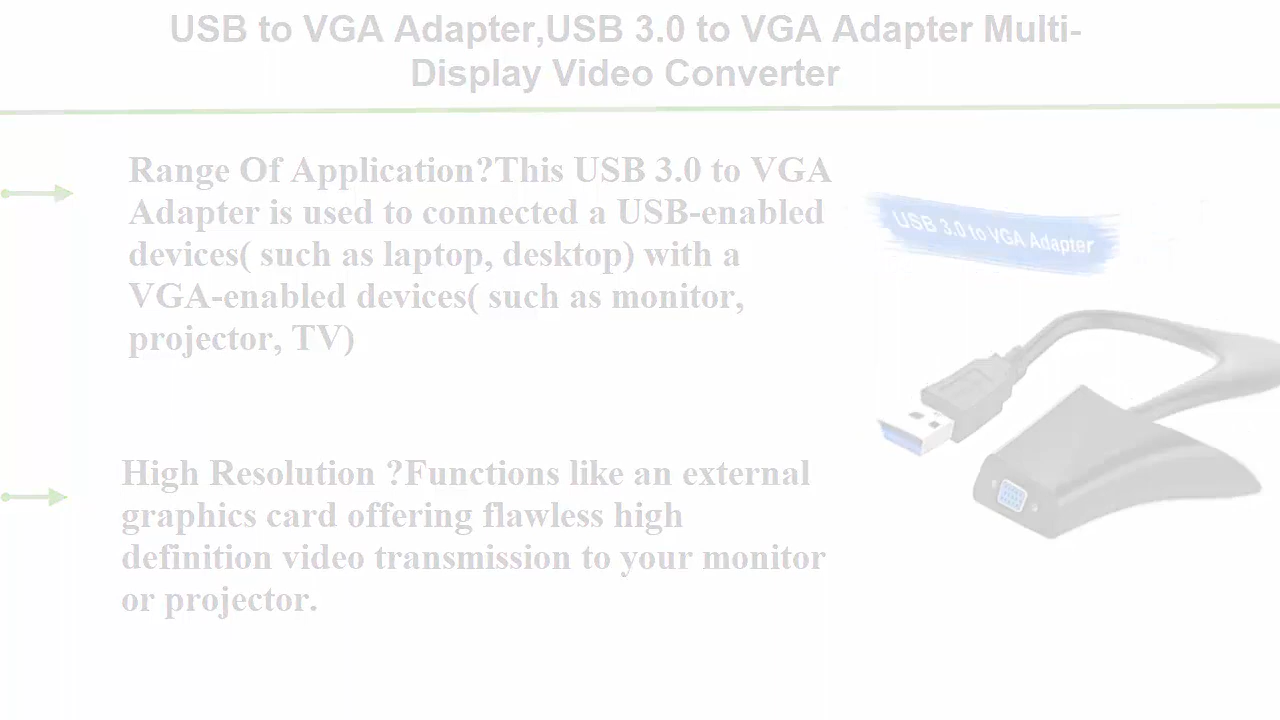 USB to VGA Adapter,USB 3.0 to VGA Adapter Multi-
Display Video Converter
Range Of Application?This USB 3.0 to VGA
Adapter is used to connected a USB-enabled
devices( such as laptop, desktop) with a
VGA-enabled devices( such as monitor,
projector, TV)
USB 3.0 to VGA Adapter
High Resolution ?Functions like an external
graphics card offering flawless high
definition video transmission to your monitor
or projector.